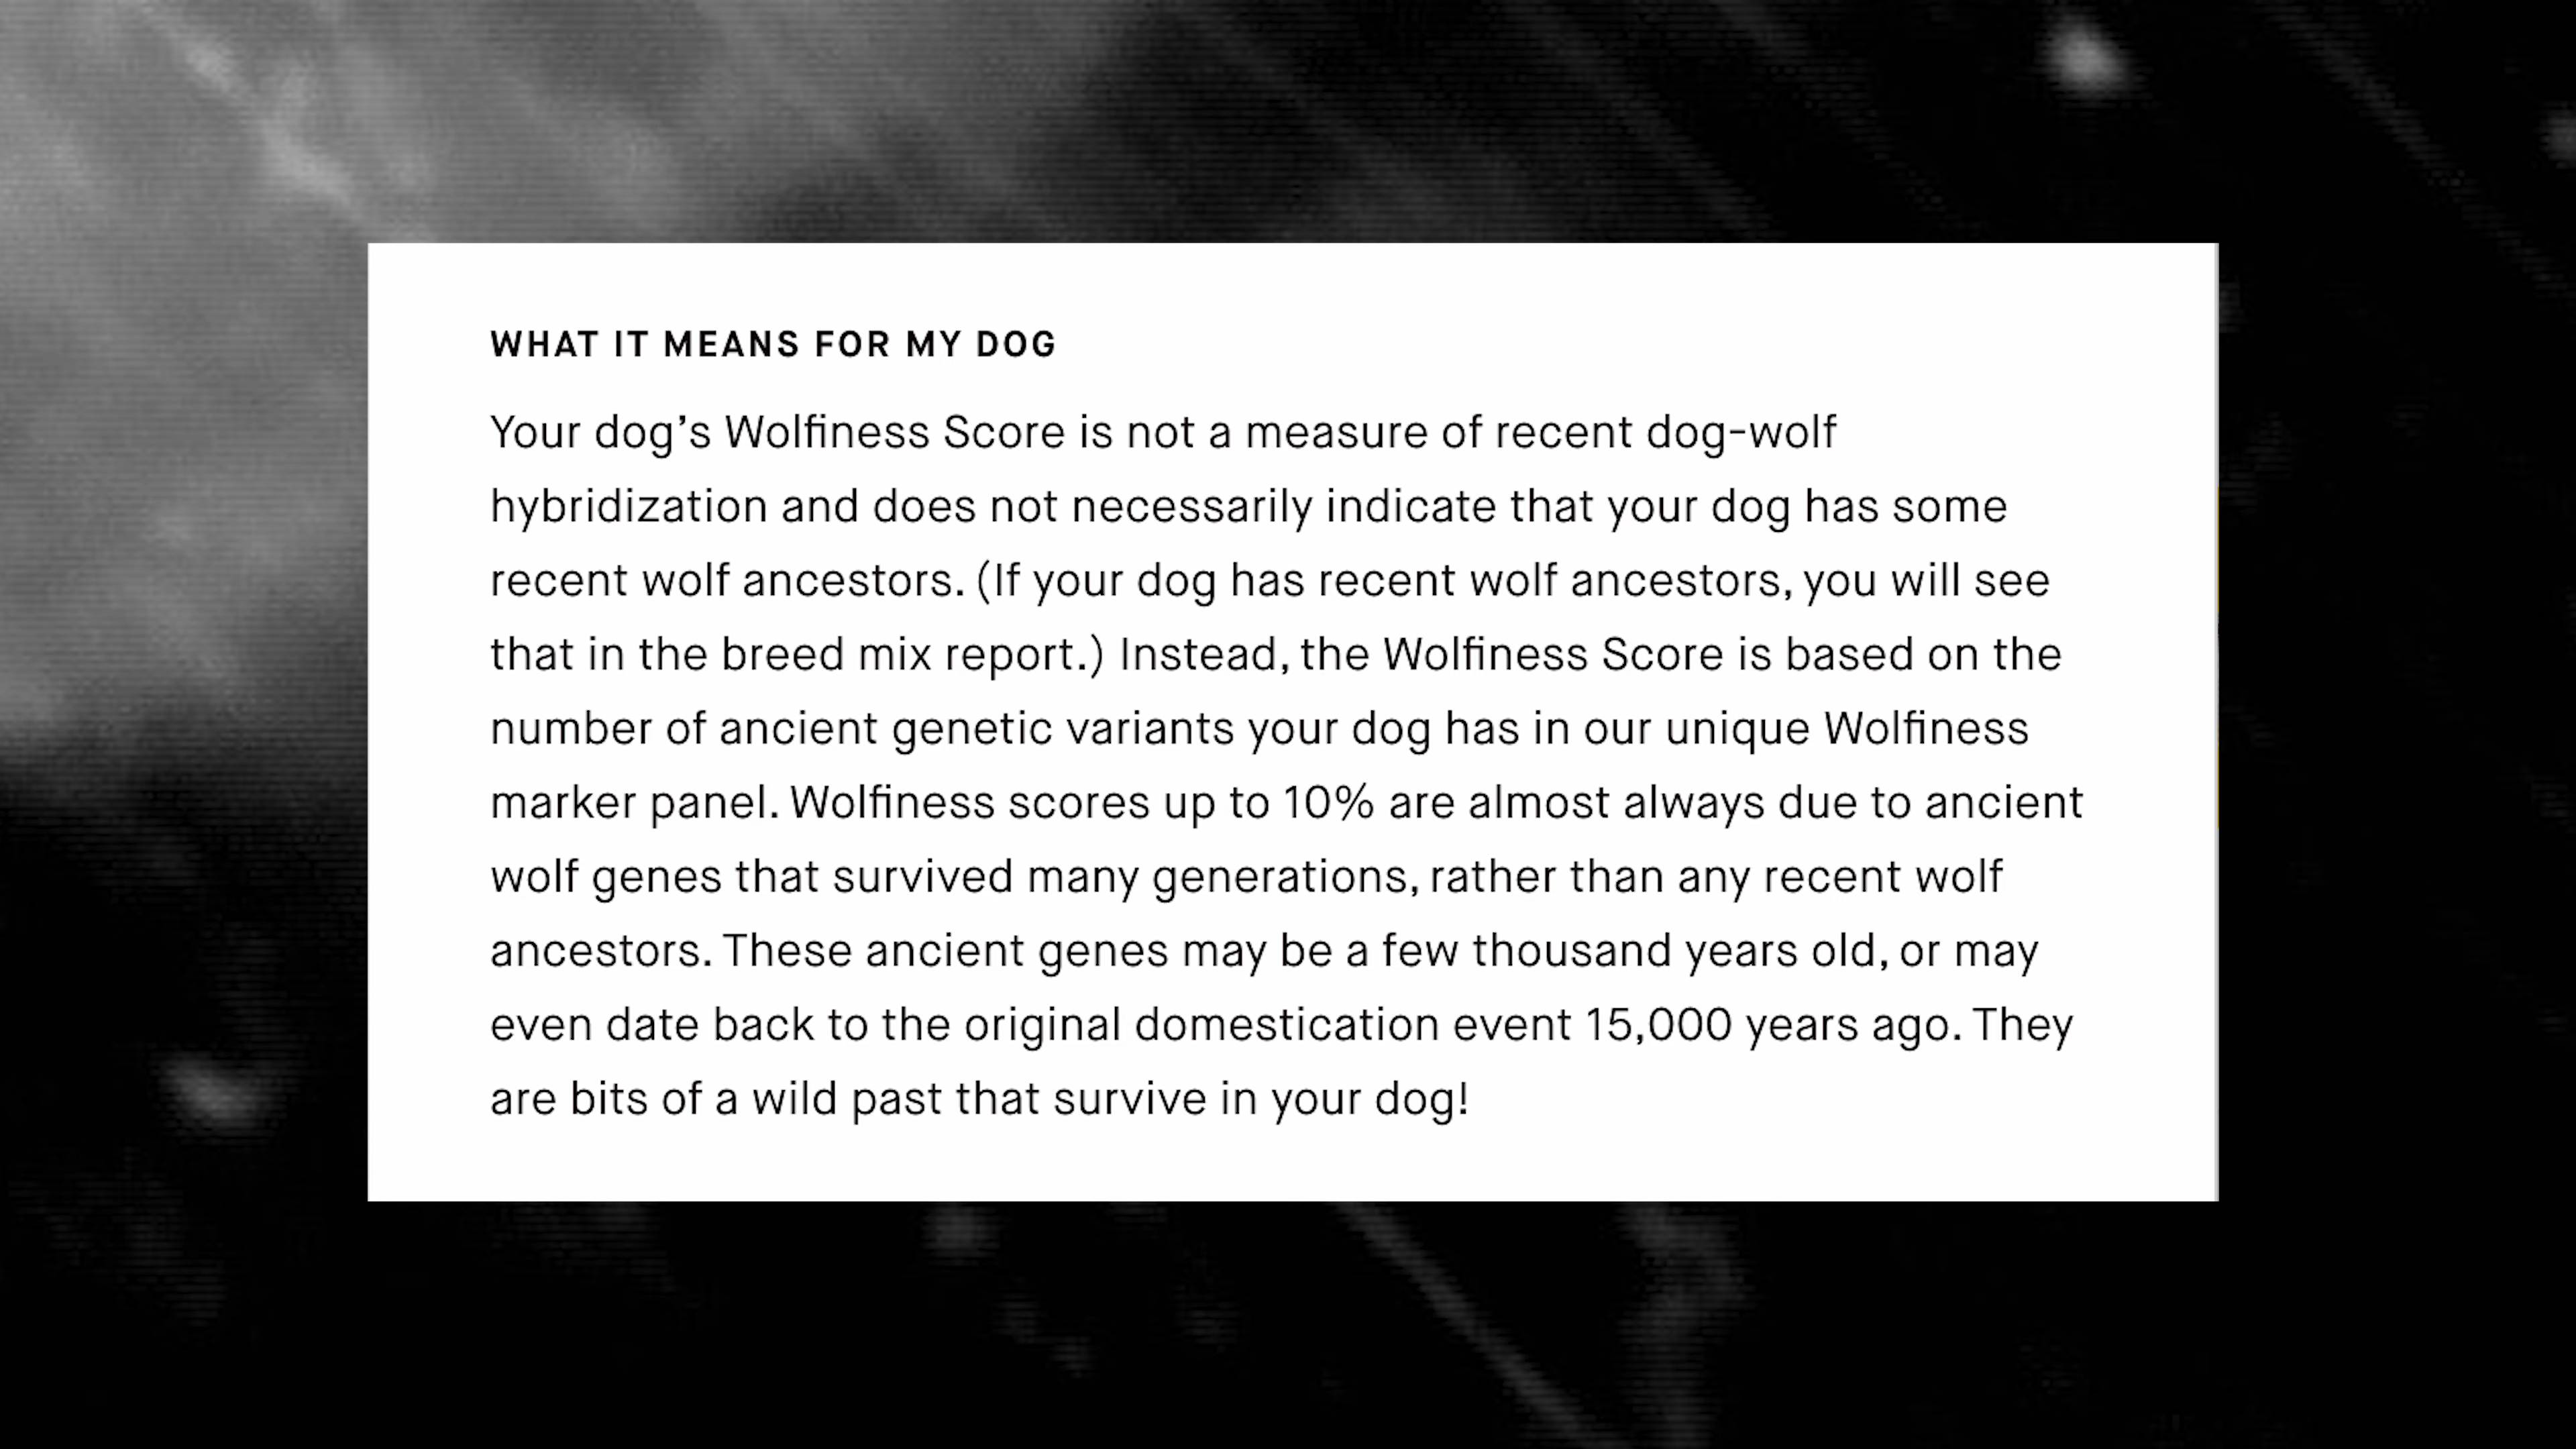 WHAT IT MEANS FOR MY DOG
Your dog’s Wolfiness Score is not a measure of recent dog-wolf
hybridization and does not necessarily indicate that your dog has some
recent wolf ancestors. (If your dog has recent wolf ancestors, you will see
that in the breed mix report.) Instead, the Wolfiness Score is based on the
number of ancient genetic variants your dog has in our unique Wolfiness
marker panel. Wolfiness scores up to 10% are almost always due to ancient
wolf genes that survived many generations, rather than any recent wolf
ancestors. These ancient genes may be a few thousand years old, or may
even date back to the original domestication event 15,000 years ago. They
are bits of a wild past that survive in your dog!